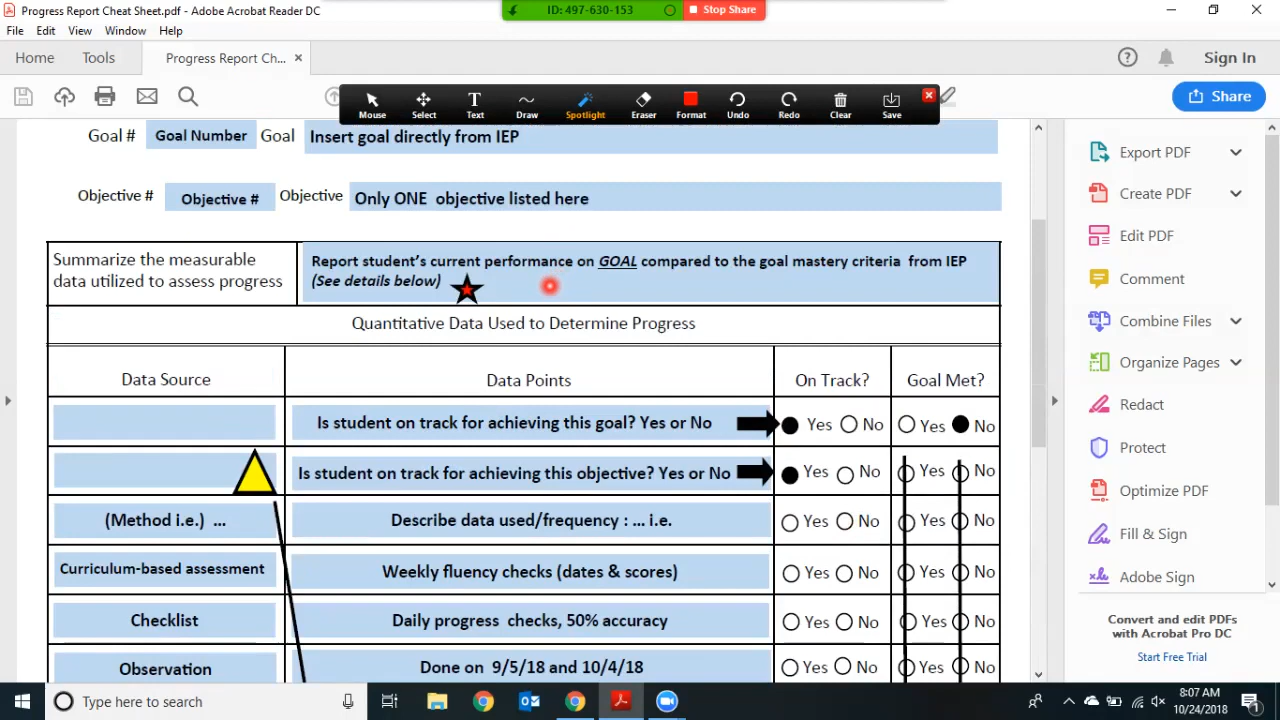 Progress Report Cheat Sheet.pdf - Adobe Acrobat Reader DC
ID: 497-630-153
Stop Share
File Edit View Window Help
Home Tools Progress Report Ch... ×
Sign In
Mouse Select Text Draw Spotlight Eraser Format Undo Redo Clear Save
Share
Goal # Goal Number Goal Insert goal directly from IEP
Objective # Objective # Objective Only ONE objective listed here
Summarize the measurable
data utilized to assess progress
Report student's current performance on GOAL compared to the goal mastery criteria from IEP
(See details below)
Quantitative Data Used to Determine Progress
Data Source Data Points On Track? Goal Met?
Is student on track for achieving this goal? Yes or No Yes No Yes No
Is student on track for achieving this objective? Yes or No Yes No Yes No
(Method i.e.) ... Describe data used/frequency : ... i.e. Yes No Yes No
Curriculum-based assessment Weekly fluency checks (dates & scores) Yes No Yes No
Checklist Daily progress checks, 50% accuracy Yes No Yes No
Observation Done on 9/5/18 and 10/4/18 Yes No Yes No
Export PDF
Create PDF
Edit PDF
Comment
Combine Files
Organize Pages
Redact
Protect
Optimize PDF
Fill & Sign
Adobe Sign
Convert and edit PDFs
with Acrobat Pro DC
Start Free Trial
Type here to search
8:07 AM
10/24/2018
1